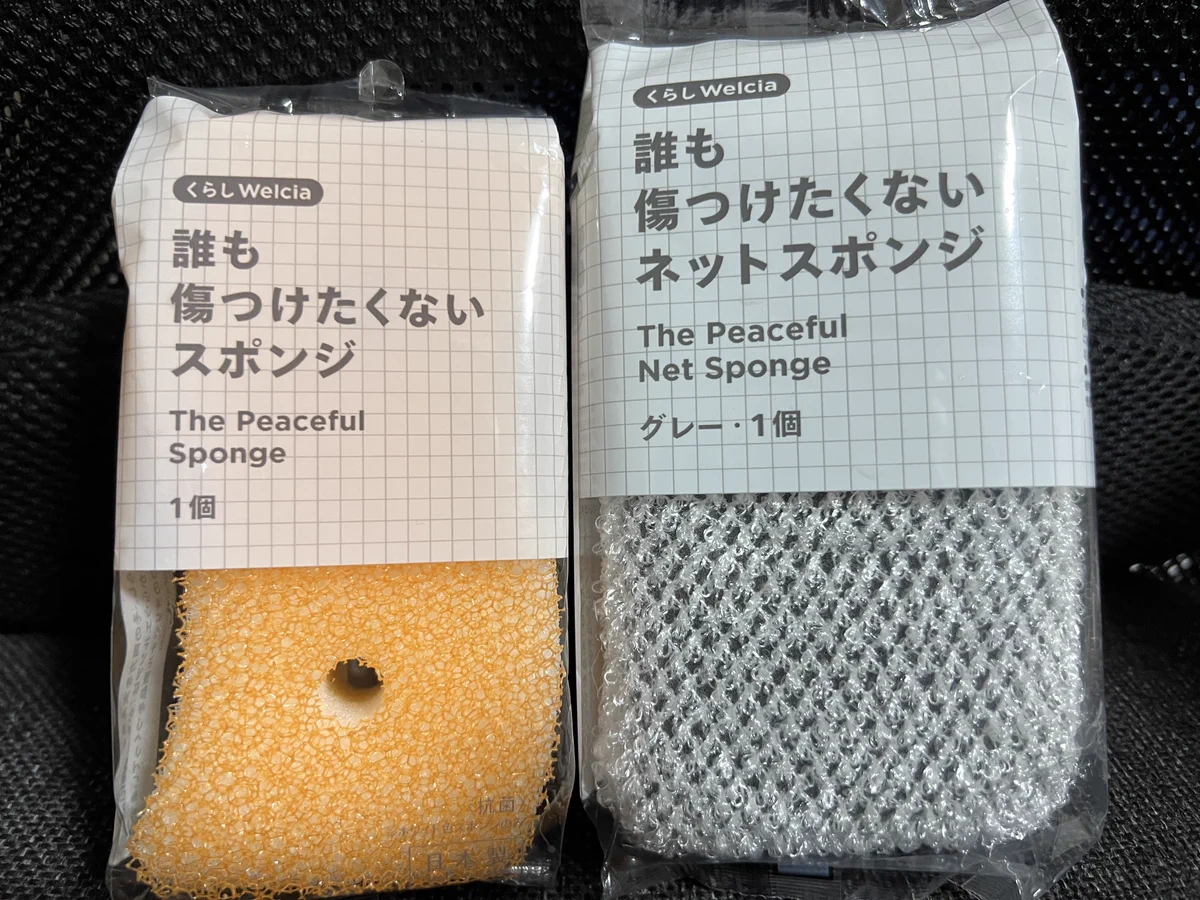 くらしWelcia
誰も
傷つけたくない
スポンジ
The Peaceful
Sponge
1個
抗菌
日本製
くらしWelcia
誰も
傷つけたくない
ネットスポンジ
The Peaceful
Net Sponge
グレー・1個